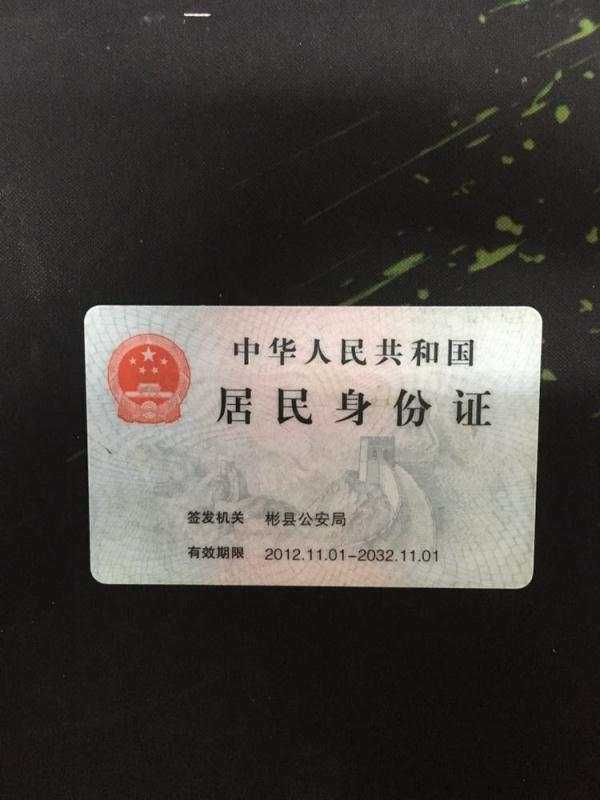 中华人民共和国
居民身份证
签发机关 彬县公安局
有效期限 2012.11.01-2032.11.01